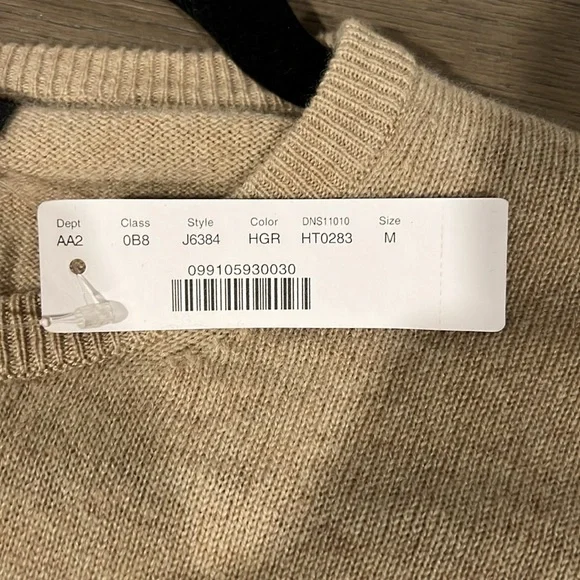 Dept Class Style Color DNS11010 Size
AA2 0B8 J6384 HGR HT0283 M
099105930030